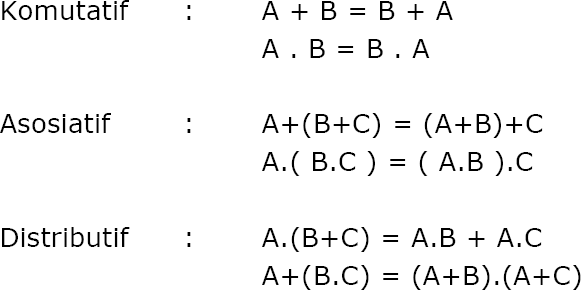 Komutatif : A + B = B + A
A . B = B . A
Asosiatif : A+(B+C) = (A+B)+C
A.( B.C ) = ( A.B ).C
Distributif : A.(B+C) = A.B + A.C
A+(B.C) = (A+B).(A+C)